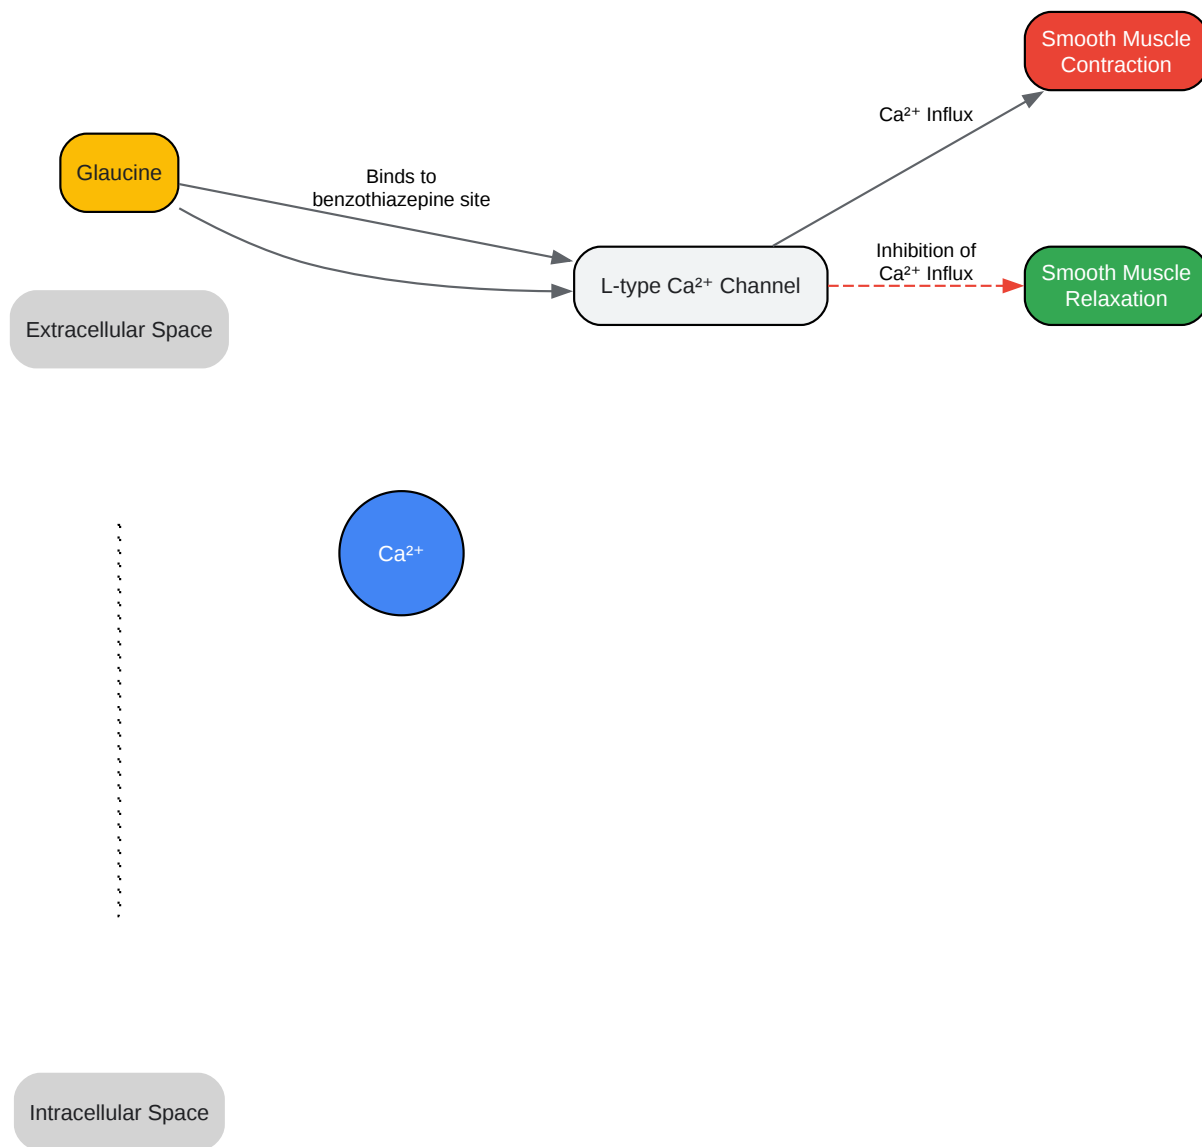 Smooth Muscle
Contraction
Ca²⁺ Influx
Glaucine
Binds to
benzothiazepine site
L-type Ca²⁺ Channel
Inhibition of
Ca²⁺ Influx
Smooth Muscle
Relaxation
Extracellular Space
Ca²⁺
Intracellular Space